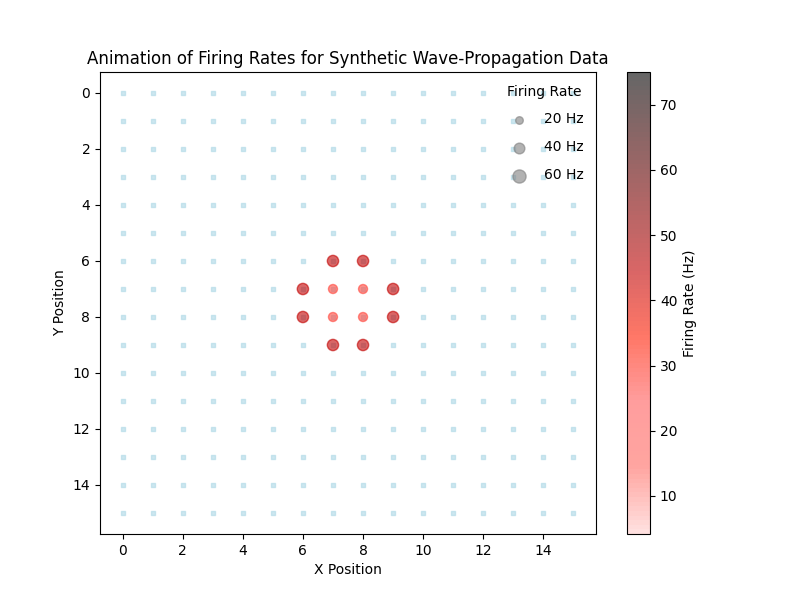 Animation of Firing Rates for Synthetic Wave-Propagation Data
Firing Rate
20 Hz
40 Hz
60 Hz
0
2
4
6
8
10
12
14
Y Position
0 2 4 6 8 10 12 14
X Position
70
60
50
40
30
20
10
Firing Rate (Hz)